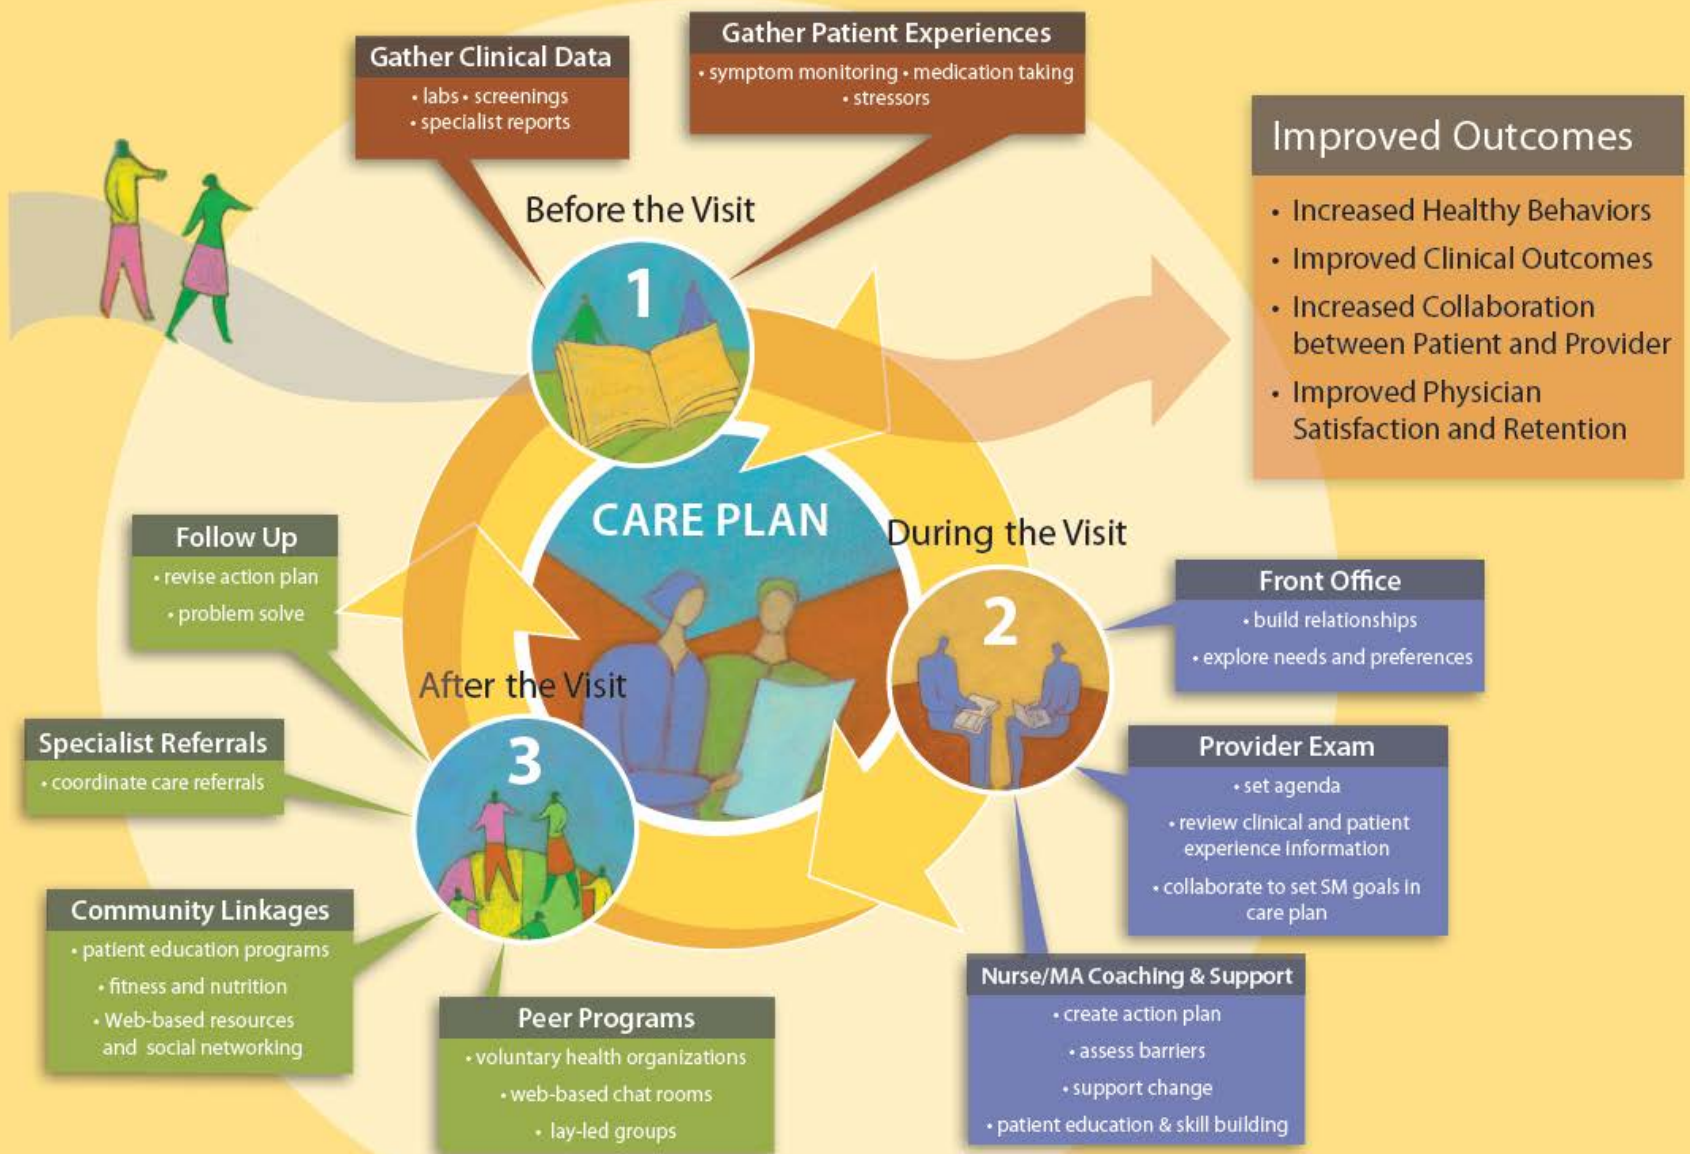 Gather Clinical Data
• labs • screenings
• specialist reports
Gather Patient Experiences
• symptom monitoring • medication taking
• stressors
Improved Outcomes
• Increased Healthy Behaviors
• Improved Clinical Outcomes
• Increased Collaboration
between Patient and Provider
• Improved Physician
Satisfaction and Retention
Before the Visit
1
CARE PLAN
During the Visit
2
Front Office
• build relationships
• explore needs and preferences
Provider Exam
• set agenda
• review clinical and patient
experience information
• collaborate to set SM goals in
care plan
Nurse/MA Coaching & Support
• create action plan
• assess barriers
• support change
• patient education & skill building
After the Visit
3
Follow Up
• revise action plan
• problem solve
Specialist Referrals
• coordinate care referrals
Community Linkages
• patient education programs
• fitness and nutrition
• Web-based resources
and social networking
Peer Programs
• voluntary health organizations
• web-based chat rooms
• lay-led groups